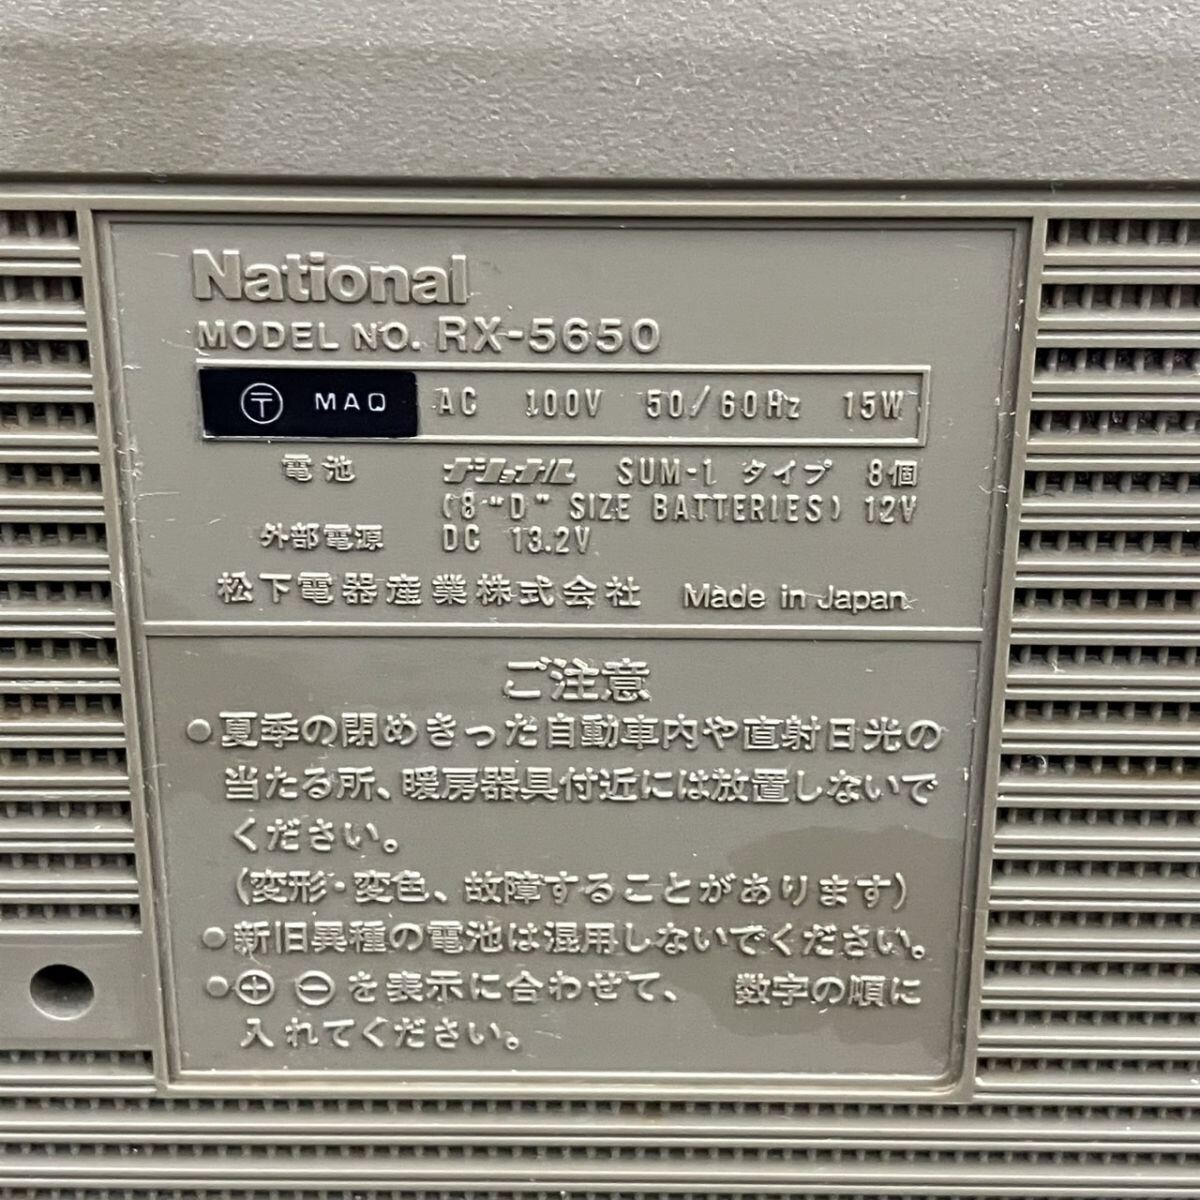 National
MODEL NO. RX-5650
〒 MAQ AC 100V 50/60Hz 15W
電池 ナショナル SUM-1 タイプ 8個
(8-"D" SIZE BATTERIES) 12V
外部電源 DC 13.2V
松下電器産業株式会社 Made in Japan
ご注意
●夏季の閉めきった自動車内や直射日光の
当たる所、暖房器具付近には放置しないで
ください。
(変形・変色、故障することがあります)
●新旧異種の電池は混用しないでください。
●⊕ ⊖を表示に合わせて、 数字の順に
入れてください。